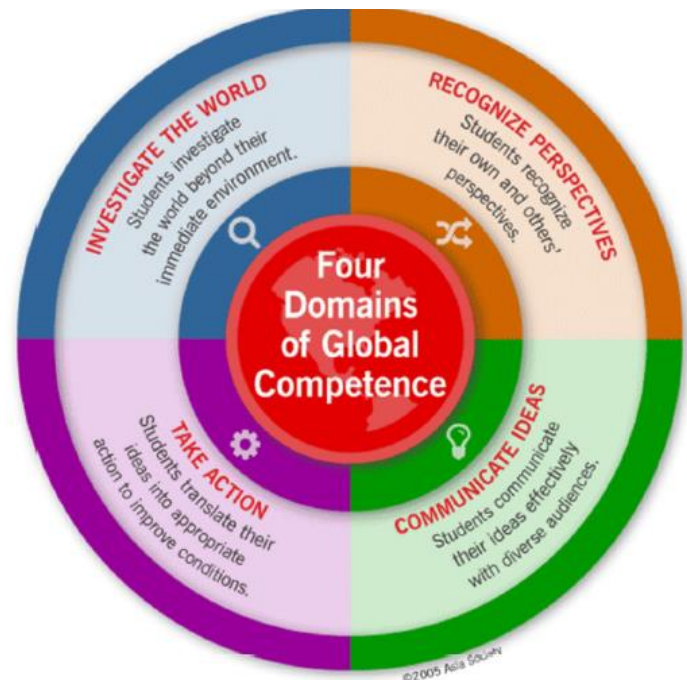 INVESTIGATE THE WORLD
Students investigate
the world beyond their
immediate environment.
RECOGNIZE PERSPECTIVES
Students recognize
their own and others'
perspectives.
Four
Domains
of Global
Competence
TAKE ACTION
Students translate their
ideas into appropriate
action to improve conditions.
COMMUNICATE IDEAS
Students communicate
their ideas effectively
with diverse audiences.
©2005 Asia Society